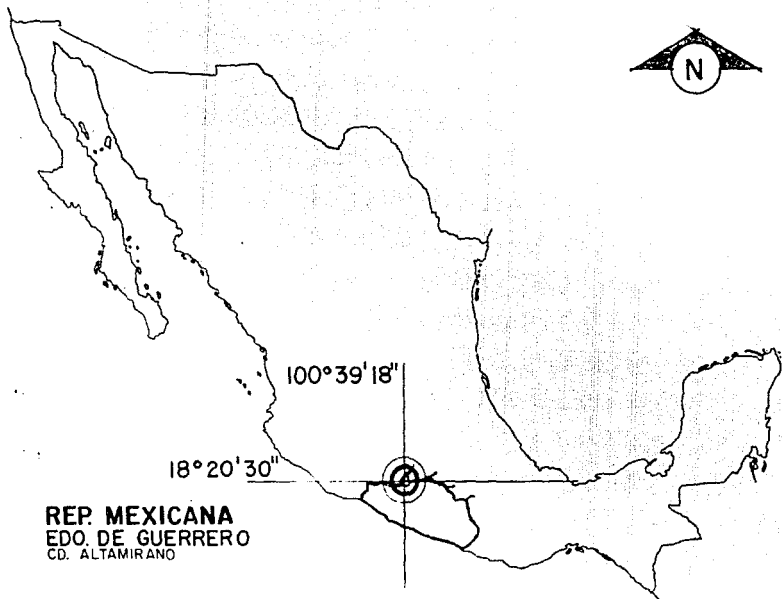 N
100°39'18"
18°20'30"
REP. MEXICANA
EDO. DE GUERRERO
CD. ALTAMIRANO